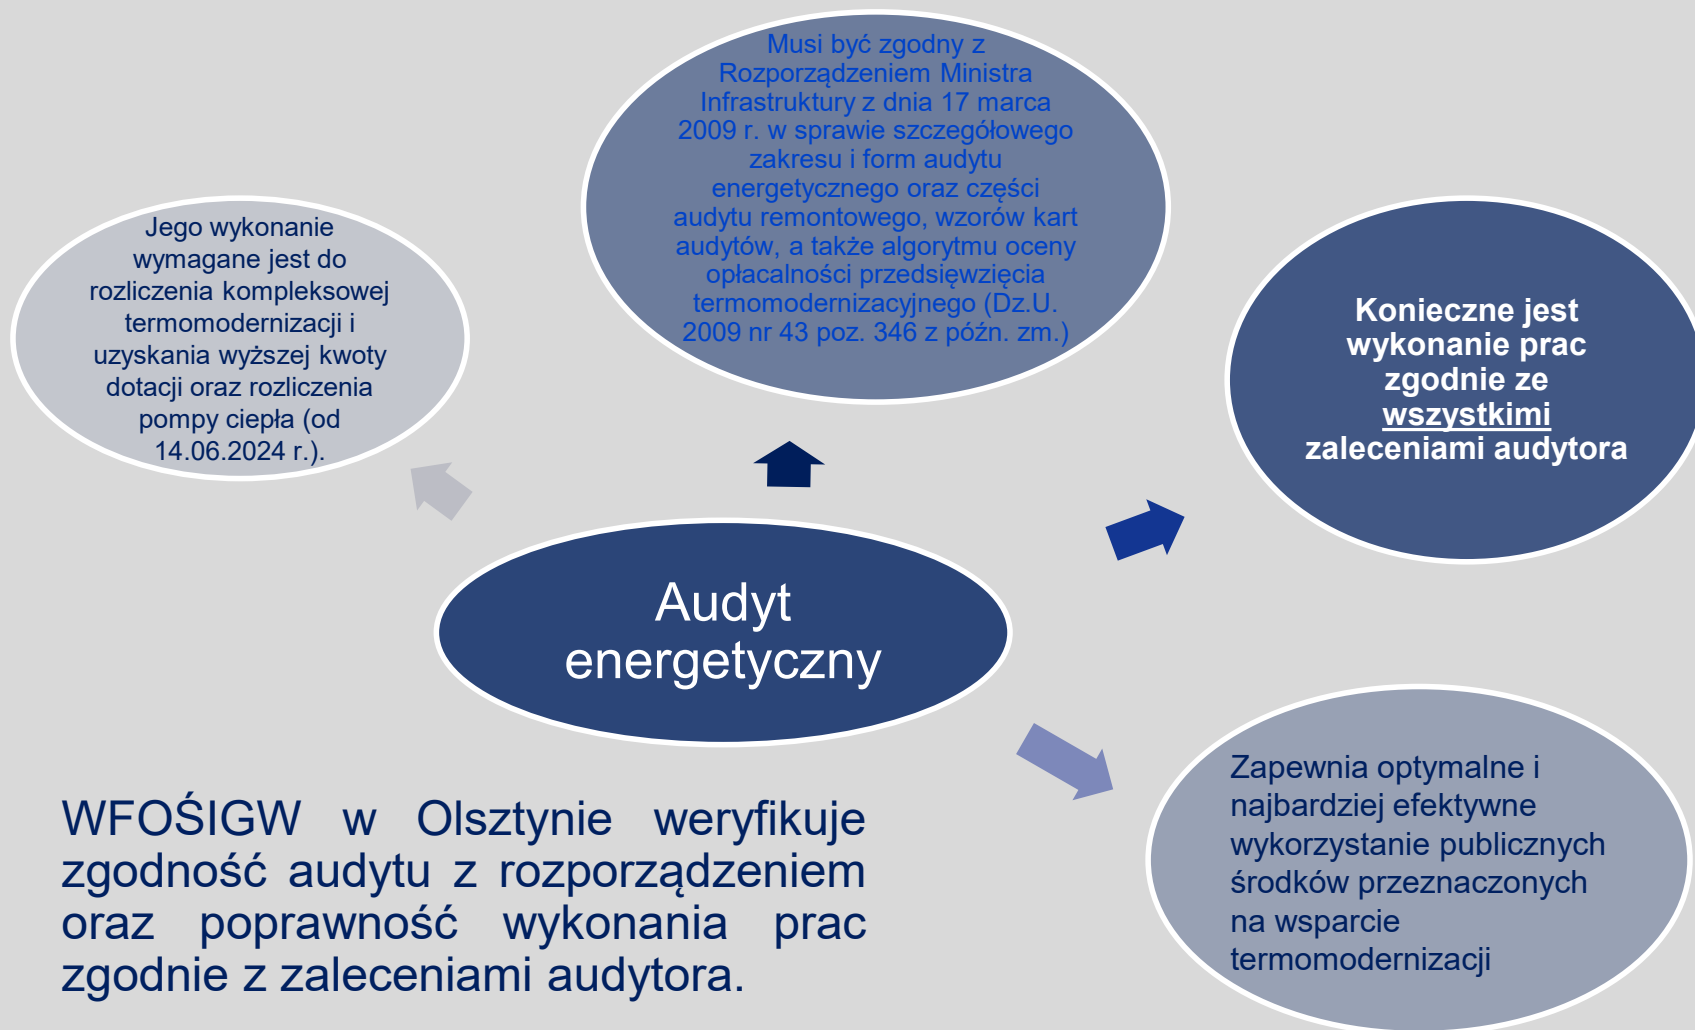 Musi być zgodny z
Rozporządzeniem Ministra
Infrastruktury z dnia 17 marca
2009 r. w sprawie szczegółowego
zakresu i form audytu
energetycznego oraz części
audytu remontowego, wzorów kart
audytów, a także algorytmu oceny
opłacalności przedsięwzięcia
termomodernizacyjnego (Dz.U.
2009 nr 43 poz. 346 z późn. zm.)
Jego wykonanie
wymagane jest do
rozliczenia kompleksowej
termomodernizacji i
uzyskania wyższej kwoty
dotacji oraz rozliczenia
pompy ciepła (od
14.06.2024 r.).
Konieczne jest
wykonanie prac
zgodnie ze
wszystkimi
zaleceniami audytora
Audyt
energetyczny
Zapewnia optymalne i
najbardziej efektywne
wykorzystanie publicznych
środków przeznaczonych
na wsparcie
termomodernizacji
WFOŚIGW w Olsztynie weryfikuje
zgodność audytu z rozporządzeniem
oraz poprawność wykonania prac
zgodnie z zaleceniami audytora.